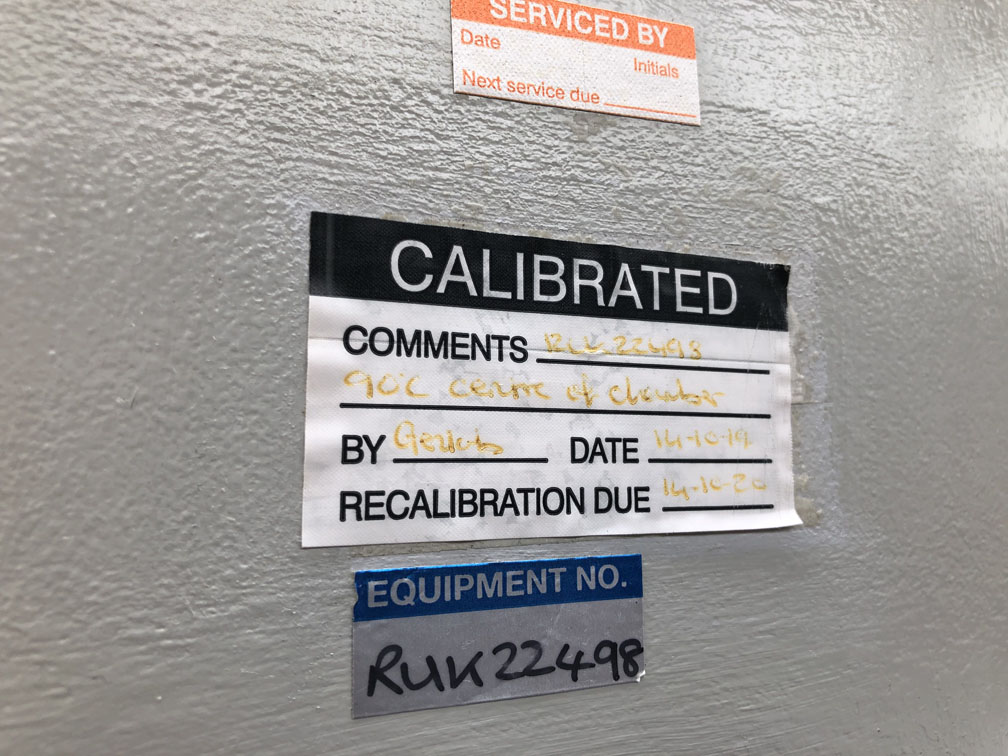 SERVICED BY
Date Initials
Next service due
CALIBRATED
COMMENTS RUK22498
90°C centre of chamber
BY DATE 14-10-19
RECALIBRATION DUE 14-10-20
EQUIPMENT NO.
RUK22498